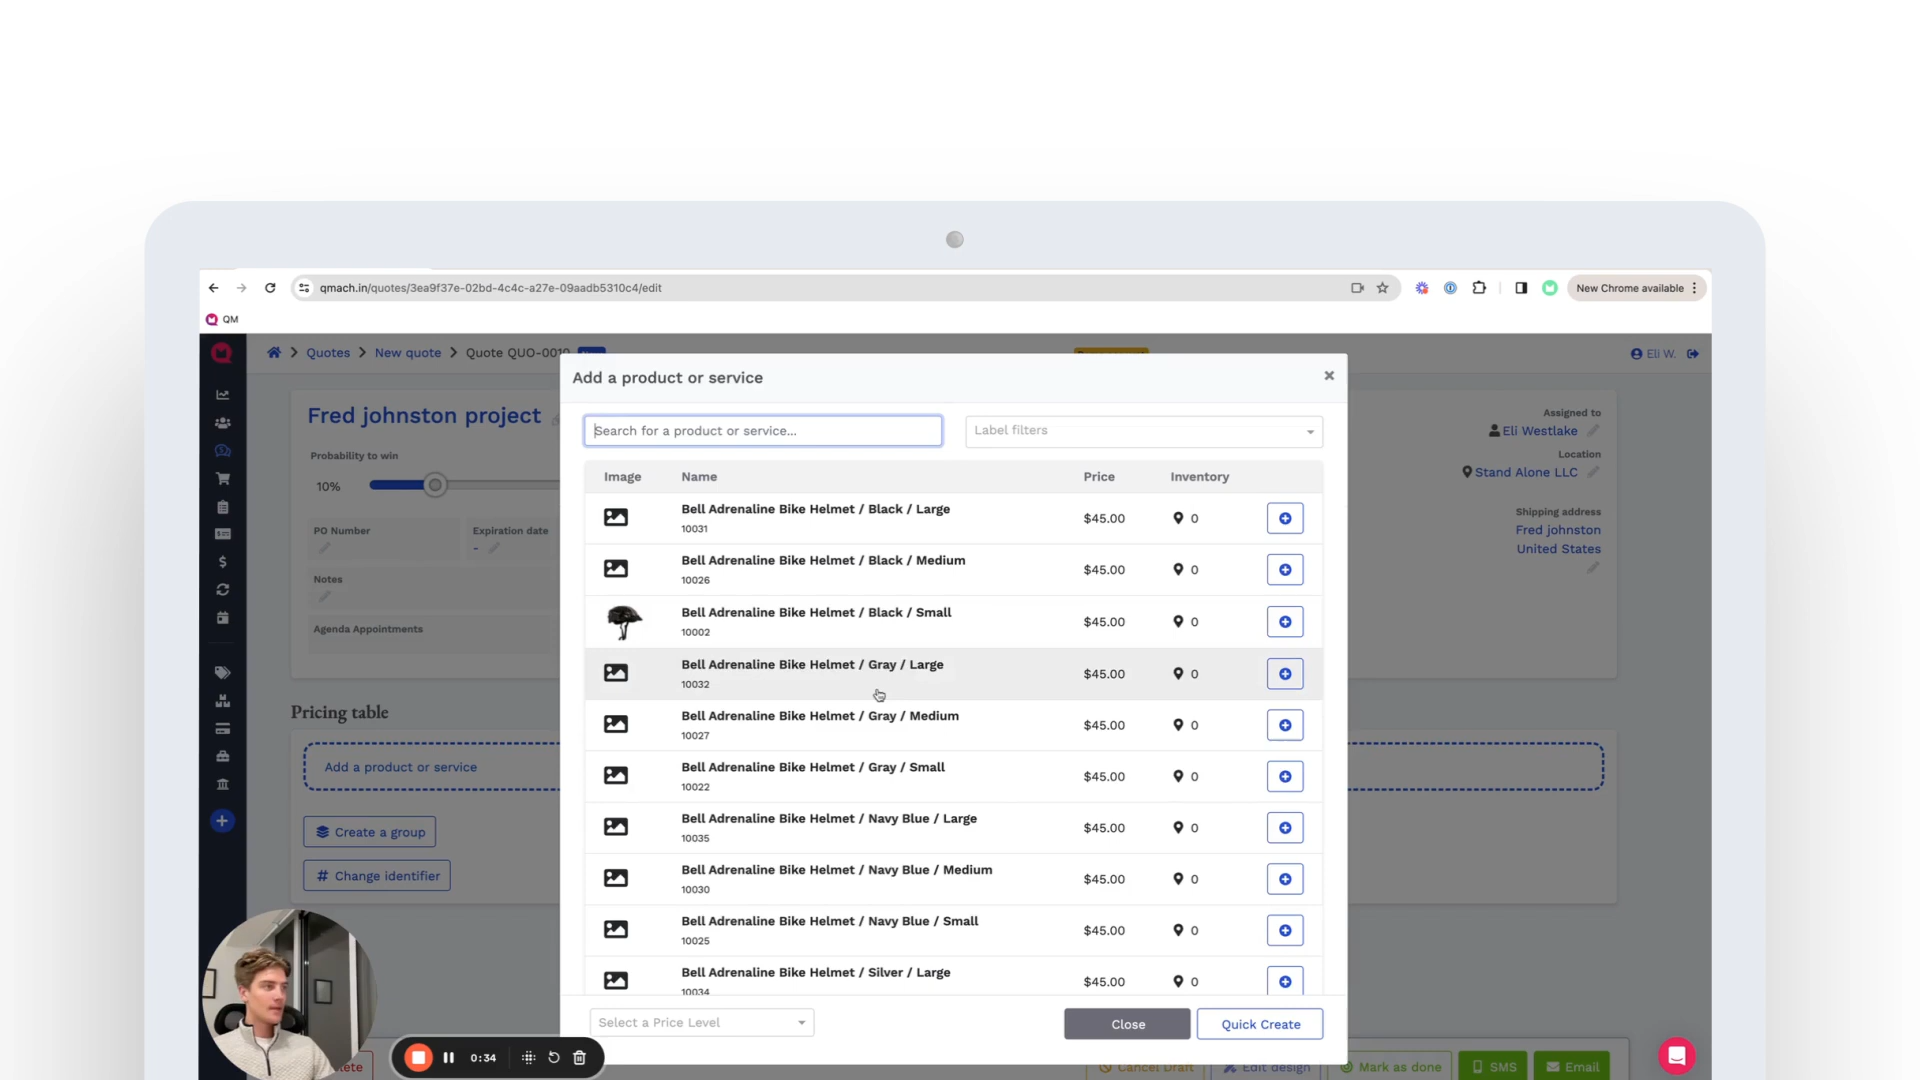 qmach.in/quotes/3ea9f37e-02bd-4c4c-a27e-09aadb5310c4/edit
New Chrome available
QM
Quotes
New quote
Quote QUO-0010
Eli W.
Fred johnston project
Probability to win
10%
PO Number
Expiration date
-
Notes
Agenda Appointments
Assigned to
Eli Westlake
Location
Stand Alone LLC
Shipping address
Fred johnston
United States
Pricing table
Add a product or service
Create a group
# Change identifier
Add a product or service
Search for a product or service...
Label filters
Image Name Price Inventory
Bell Adrenaline Bike Helmet / Black / Large
10031
$45.00 0
Bell Adrenaline Bike Helmet / Black / Medium
10026
$45.00 0
Bell Adrenaline Bike Helmet / Black / Small
10002
$45.00 0
Bell Adrenaline Bike Helmet / Gray / Large
10032
$45.00 0
Bell Adrenaline Bike Helmet / Gray / Medium
10027
$45.00 0
Bell Adrenaline Bike Helmet / Gray / Small
10022
$45.00 0
Bell Adrenaline Bike Helmet / Navy Blue / Large
10035
$45.00 0
Bell Adrenaline Bike Helmet / Navy Blue / Medium
10030
$45.00 0
Bell Adrenaline Bike Helmet / Navy Blue / Small
10025
$45.00 0
Bell Adrenaline Bike Helmet / Silver / Large
10034
$45.00 0
Select a Price Level
Close
Quick Create
0:34
Cancel Draft
Edit design
Mark as done
SMS
Email